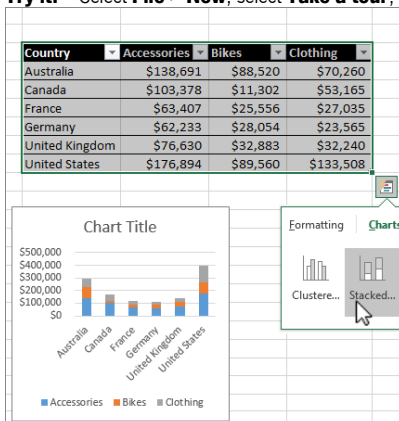 Try it! Select File > New, select Take a tour,
Country Accessories Bikes Clothing
Australia $138,691 $88,520 $70,260
Canada $103,378 $11,302 $53,165
France $63,407 $25,556 $27,035
Germany $62,233 $28,054 $23,565
United Kingdom $76,630 $32,883 $32,240
United States $176,894 $89,560 $133,508
Formatting Charts
Clustere... Stacked...
Chart Title
$500,000
$400,000
$300,000
$200,000
$100,000
$0
Australia
Canada
France
Germany
United Kingdom
United States
Accessories Bikes Clothing